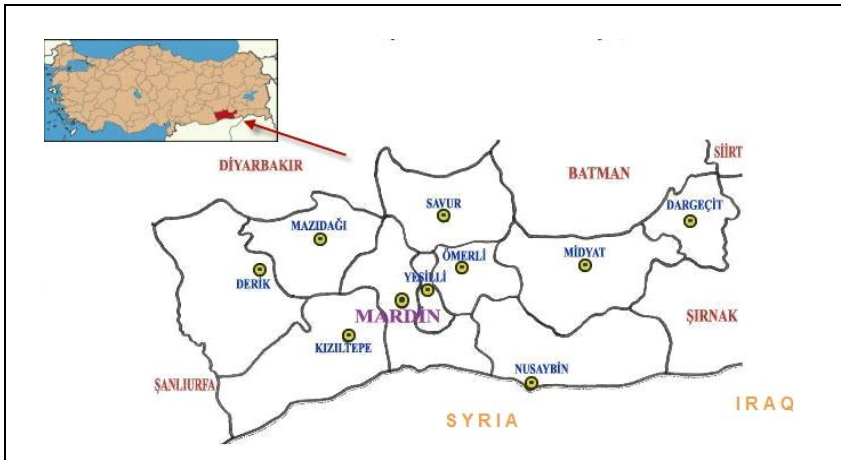 DİYARBAKIR
SİİRT
BATMAN
SAVUR
DARGEÇİT
MAZIDAĞI
ÖMERLİ
MİDYAT
YEŞİLLİ
DERİK
MARDİN
ŞIRNAK
KIZILTEPE
NUSAYBİN
ŞANLIURFA
IRAQ
SYRIA